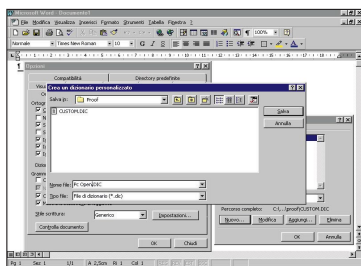 Microsoft Word - Documento1
File Modifica Visualizza Inserisci Formato Strumenti Tabella Finestra ?
100%
Normale Times New Roman 10 G C S
Opzioni
Compatibilità Directory predefinite
Crea un dizionario personalizzato
Salva in: Proof
CUSTOM.DIC
Salva
Annulla
Nome file: Pc Open.DIC
Tipo file: File di dizionario (*.dic)
Stile scrittura: Generico Impostazioni...
Controlla documento
OK Chiudi
Percorso completo: C:\...\proof\CUSTOM.DIC
Nuovo... Modifica Aggiungi... Elimina
OK Annulla
Pg 1 Sez 1 1/1 A 2,5cm Ri 1 Col 1